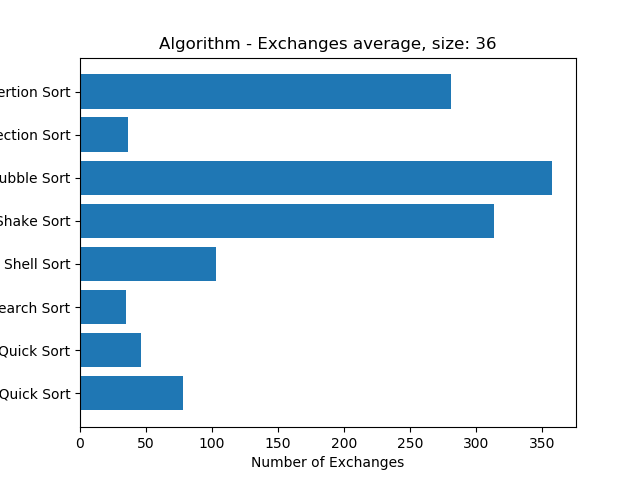 Algorithm - Exchanges average, size: 36
ertion Sort
ection Sort
ubble Sort
Shake Sort
Shell Sort
earch Sort
Quick Sort
Quick Sort
0 50 100 150 200 250 300 350
Number of Exchanges